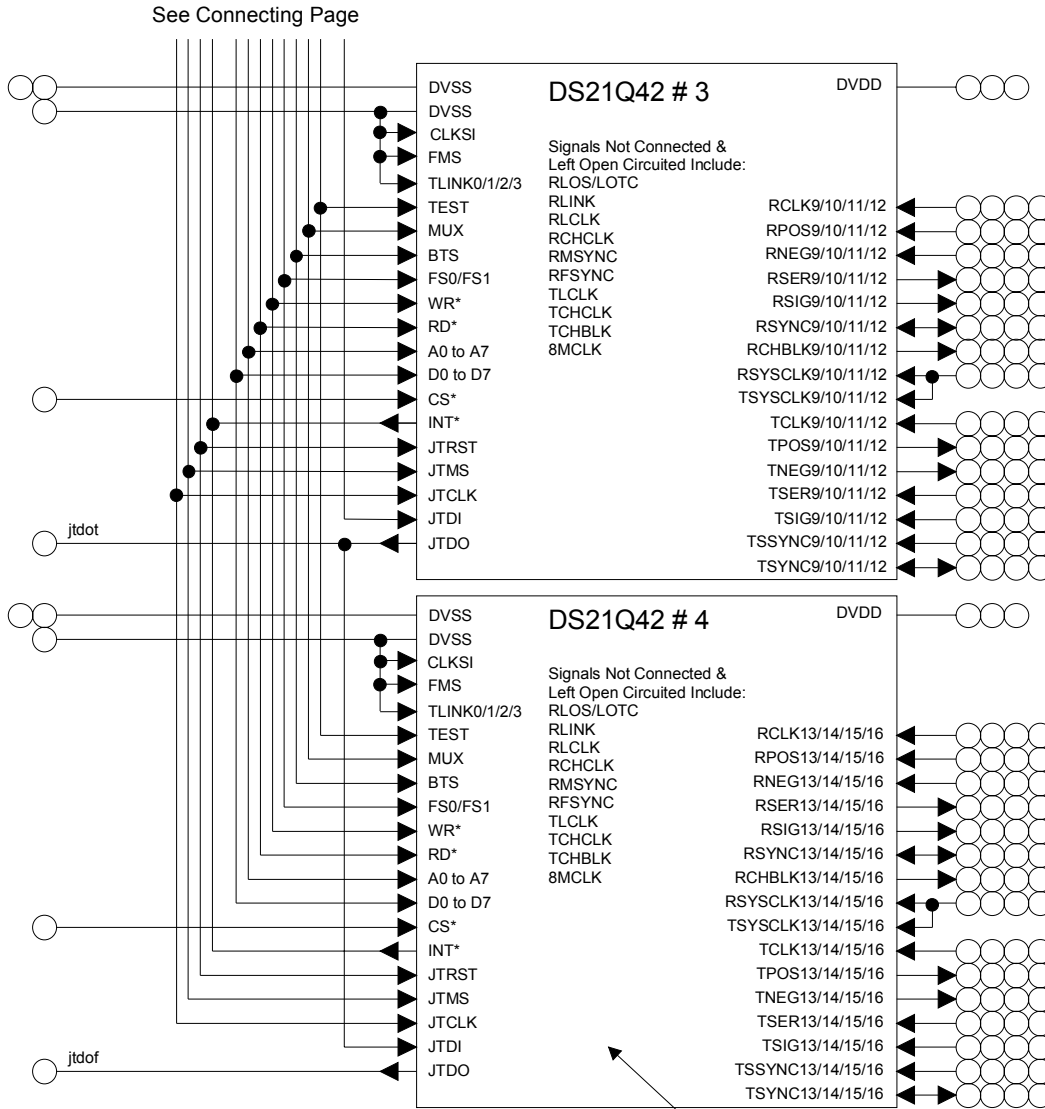 See Connecting Page
DVSS
DVSS
CLKSI
FMS
TLINK0/1/2/3
TEST
MUX
BTS
FS0/FS1
WR*
RD*
A0 to A7
D0 to D7
CS*
INT*
JTRST
JTMS
JTCLK
JTDI
JTDO
jtdot
DS21Q42 # 3
Signals Not Connected &
Left Open Circuited Include:
RLOS/LOTC
RLINK
RLCLK
RCHCLK
RMSYNC
RFSYNC
TLCLK
TCHCLK
TCHBLK
8MCLK
DVDD
RCLK9/10/11/12
RPOS9/10/11/12
RNEG9/10/11/12
RSER9/10/11/12
RSIG9/10/11/12
RSYNC9/10/11/12
RCHBLK9/10/11/12
RSYSCLK9/10/11/12
TSYSCLK9/10/11/12
TCLK9/10/11/12
TPOS9/10/11/12
TNEG9/10/11/12
TSER9/10/11/12
TSIG9/10/11/12
TSSYNC9/10/11/12
TSYNC9/10/11/12
DVSS
DVSS
CLKSI
FMS
TLINK0/1/2/3
TEST
MUX
BTS
FS0/FS1
WR*
RD*
A0 to A7
D0 to D7
CS*
INT*
JTRST
JTMS
JTCLK
JTDI
JTDO
jtdof
DS21Q42 # 4
Signals Not Connected &
Left Open Circuited Include:
RLOS/LOTC
RLINK
RLCLK
RCHCLK
RMSYNC
RFSYNC
TLCLK
TCHCLK
TCHBLK
8MCLK
DVDD
RCLK13/14/15/16
RPOS13/14/15/16
RNEG13/14/15/16
RSER13/14/15/16
RSIG13/14/15/16
RSYNC13/14/15/16
RCHBLK13/14/15/16
RSYSCLK13/14/15/16
TSYSCLK13/14/15/16
TCLK13/14/15/16
TPOS13/14/15/16
TNEG13/14/15/16
TSER13/14/15/16
TSIG13/14/15/16
TSSYNC13/14/15/16
TSYNC13/14/15/16